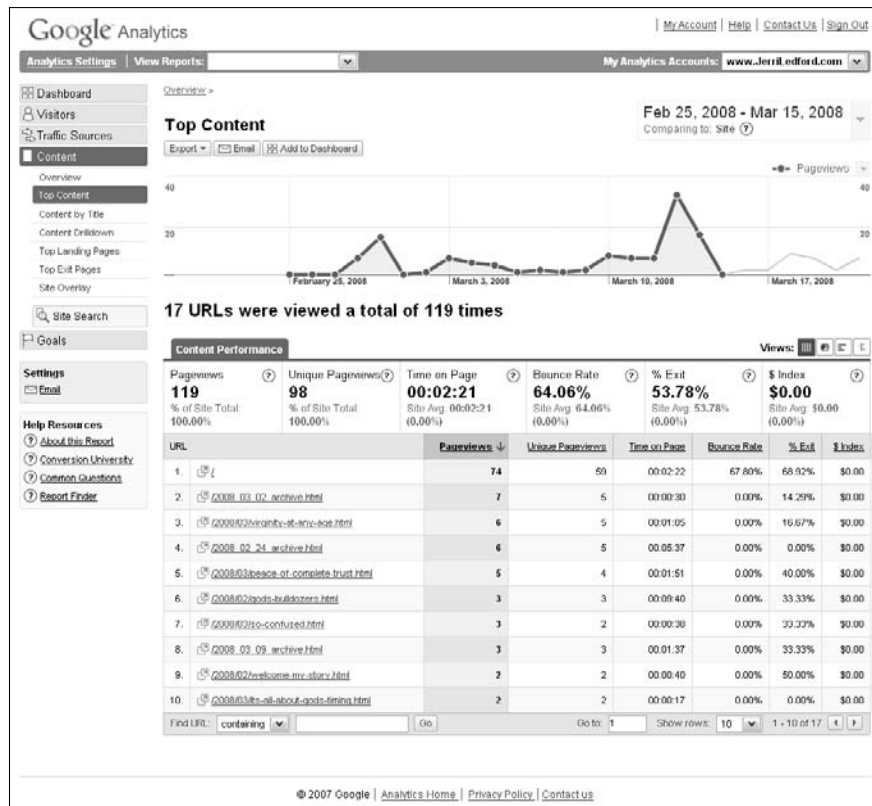 Google Analytics
My Account | Help | Contact Us | Sign Out
Analytics Settings | View Reports:
My Analytics Accounts: www.JerriLedford.com
Dashboard
Visitors
Traffic Sources
Content
Overview
Top Content
Content by Title
Content Drilldown
Top Landing Pages
Top Exit Pages
Site Overlay
Site Search
Goals
Settings
Email
Help Resources
About this Report
Conversion University
Common Questions
Report Finder
Overview »
Top Content
Feb 25, 2008 - Mar 15, 2008
Comparing to: Site
Export Email Add to Dashboard
Pageviews
40 40
20 20
February 25, 2008 March 3, 2008 March 10, 2008 March 17, 2008
17 URLs were viewed a total of 119 times
Content Performance
Views:
Pageviews Unique Pageviews Time on Page Bounce Rate % Exit $ Index
119 98 00:02:21 64.06% 53.78% $0.00
% of Site Total: % of Site Total: Site Avg: 00:02:21 Site Avg: 64.06% Site Avg: 53.78% Site Avg: $0.00
100.00% 100.00% (0.00%) (0.00%) (0.00%) (0.00%)
URL Pageviews Unique Pageviews Time on Page Bounce Rate % Exit $ Index
1. / 74 59 00:02:22 67.80% 68.92% $0.00
2. /2008_03_02_archive.html 7 5 00:00:30 0.00% 14.29% $0.00
3. /2008/03/virginity-at-any-age.html 6 5 00:01:05 0.00% 16.67% $0.00
4. /2008_02_24_archive.html 6 5 00:05:37 0.00% 0.00% $0.00
5. /2008/03/peace-of-complete-trust.html 5 4 00:01:51 0.00% 40.00% $0.00
6. /2008/02/gods-bulldozers.html 3 3 00:09:40 0.00% 33.33% $0.00
7. /2008/03/so-confused.html 3 2 00:00:38 0.00% 33.33% $0.00
8. /2008_03_09_archive.html 3 3 00:01:37 0.00% 33.33% $0.00
9. /2008/02/welcome-my-story.html 2 2 00:00:40 0.00% 50.00% $0.00
10. /2008/03/its-all-about-gods-timing.html 2 2 00:00:17 0.00% 0.00% $0.00
Find URL: containing Go Go to: 1 Show rows: 10 1 - 10 of 17
© 2007 Google | Analytics Home | Privacy Policy | Contact us